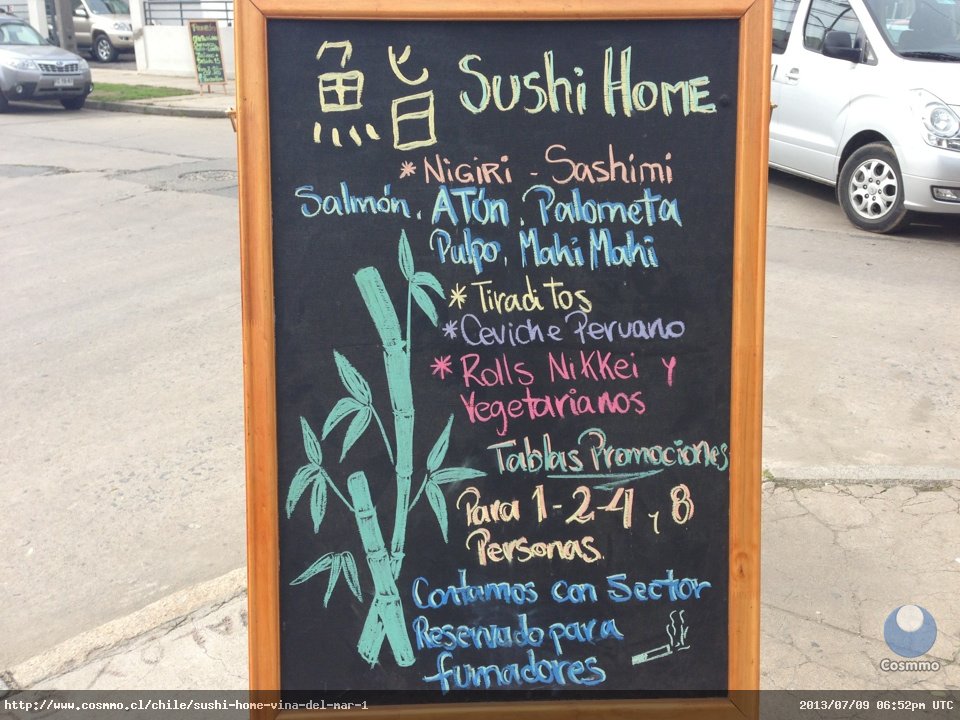 鮨 Sushi Home
* Nigiri - Sashimi
Salmón, Atún, Palometa
Pulpo, Mahi Mahi
* Tiraditos
* Ceviche Peruano
* Rolls Nikkei y
Vegetarianos
Tablas Promociones
Para 1-2-4 y 8
Personas.
Contamos con Sector
Reservado para
fumadores
Cosmmo
http://www.cosmmo.cl/chile/sushi-home-vina-del-mar-1
2013/07/09 06:52pm UTC